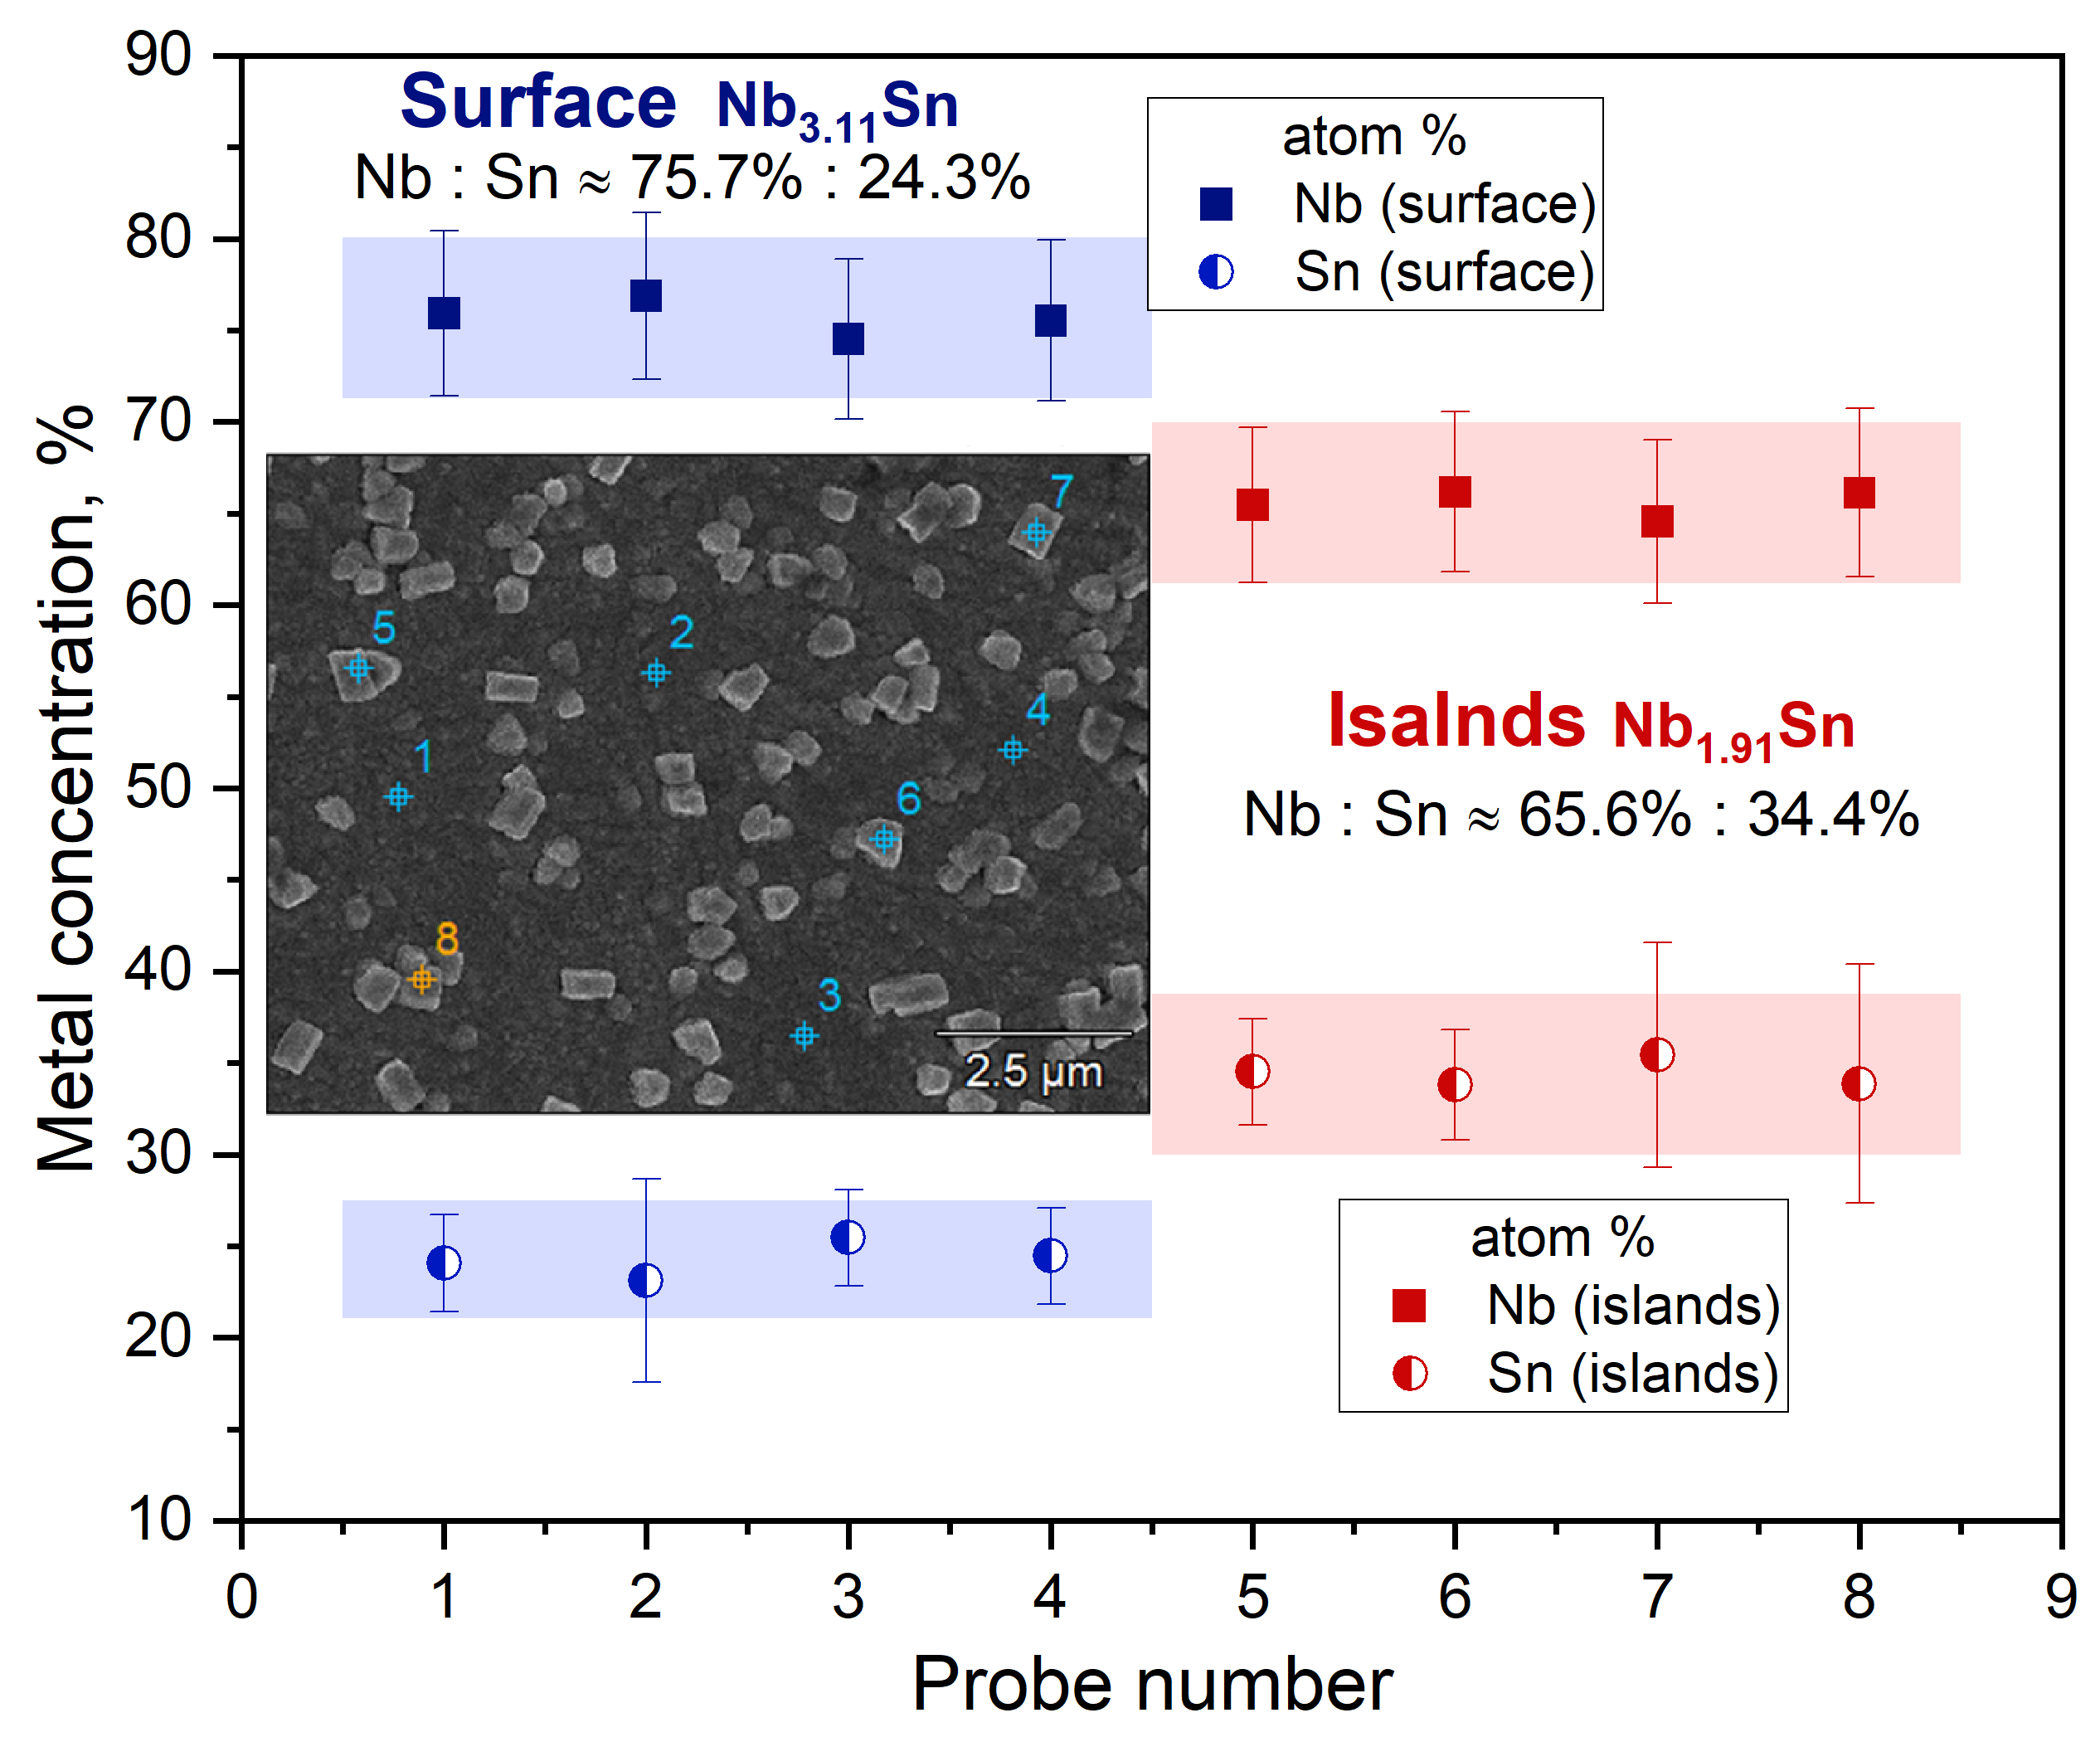 Surface Nb3.11Sn
Nb : Sn ≈ 75.7% : 24.3%
atom %
Nb (surface)
Sn (surface)
Metal concentration, %
90
80
70
60
50
40
30
20
10
7
5
2
4
1
6
8
3
2.5 µm
Isalnds Nb1.91Sn
Nb : Sn ≈ 65.6% : 34.4%
atom %
Nb (islands)
Sn (islands)
0 1 2 3 4 5 6 7 8 9
Probe number